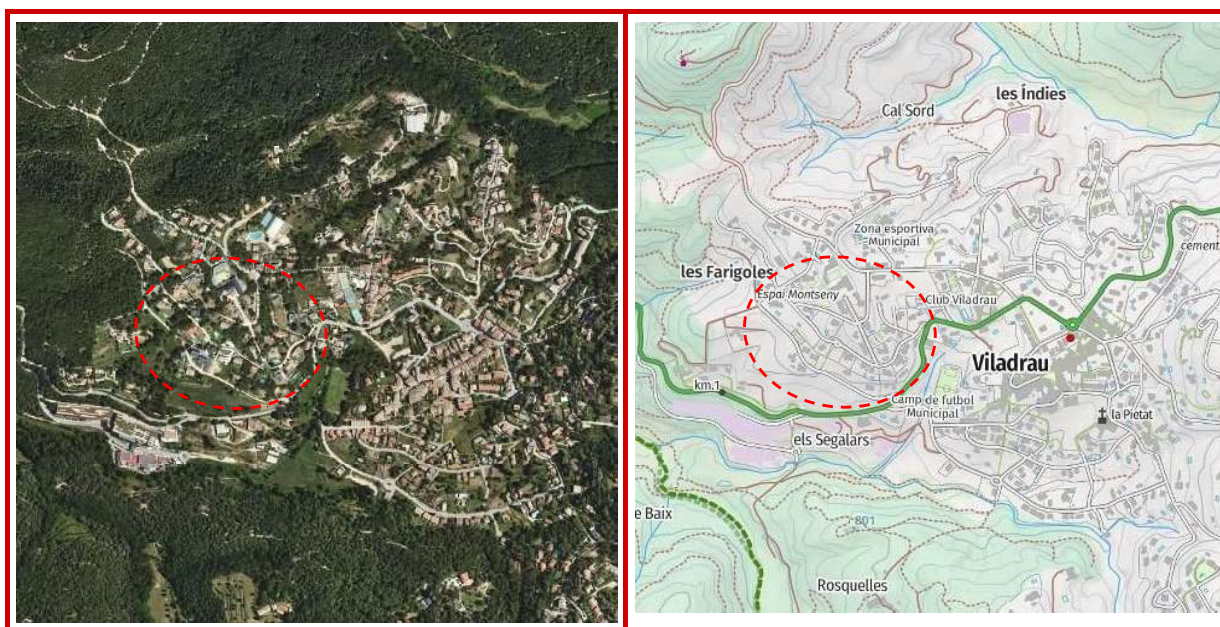 les Índies
Cal Sord
Zona esportiva
Municipal
les Farigoles
Espai Montseny
Club Viladrau
cement
Viladrau
km.1
Camp de futbol
Municipal
la Pietat
els Segalars
e Baix
801
Rosquelles